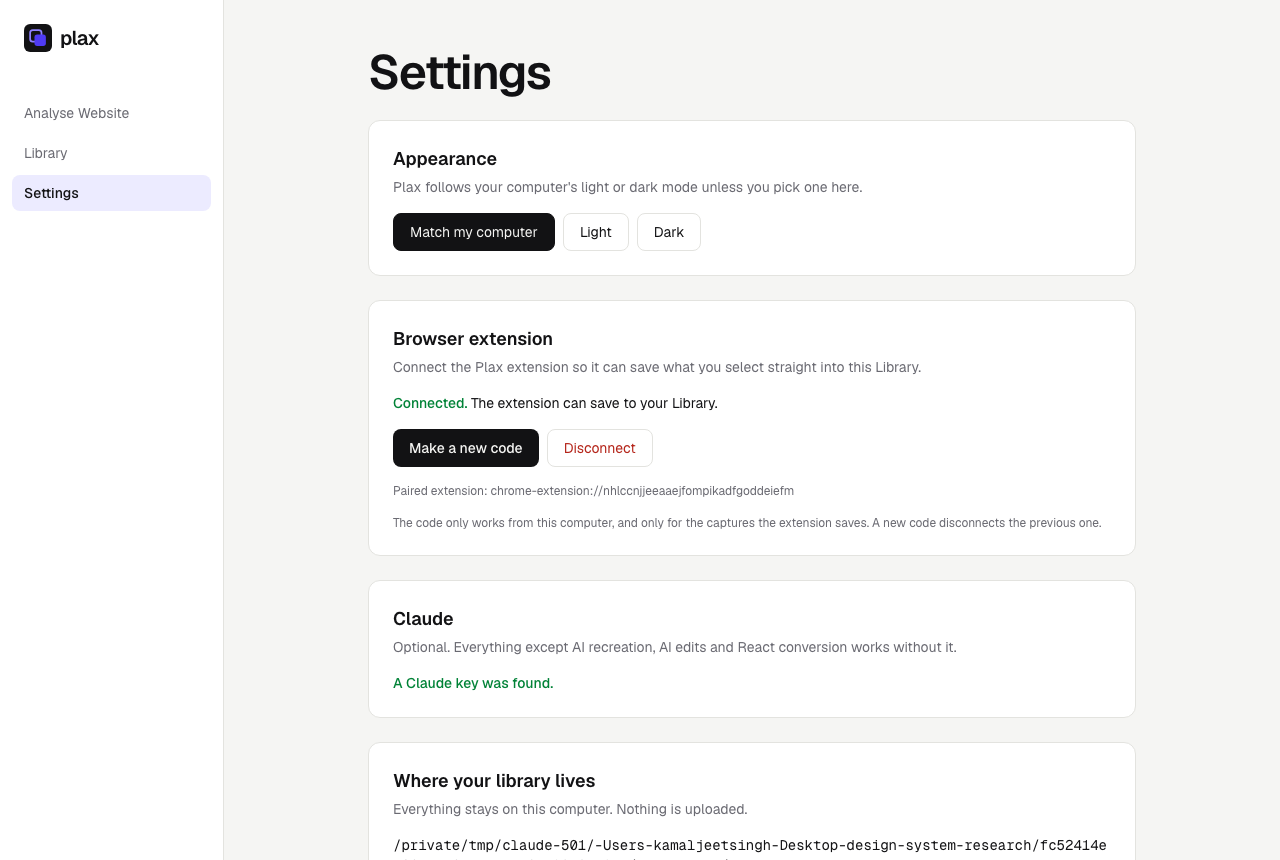 plax
Analyse Website
Library
Settings
Settings
Appearance
Plax follows your computer's light or dark mode unless you pick one here.
Match my computer
Light
Dark
Browser extension
Connect the Plax extension so it can save what you select straight into this Library.
Connected. The extension can save to your Library.
Make a new code
Disconnect
Paired extension: chrome-extension://nhlccnjjeeaaejfompikadfgoddeiefm
The code only works from this computer, and only for the captures the extension saves. A new code disconnects the previous one.
Claude
Optional. Everything except AI recreation, AI edits and React conversion works without it.
A Claude key was found.
Where your library lives
Everything stays on this computer. Nothing is uploaded.
/private/tmp/claude-501/-Users-kamaljeetsingh-Desktop-design-system-research/fc52414e